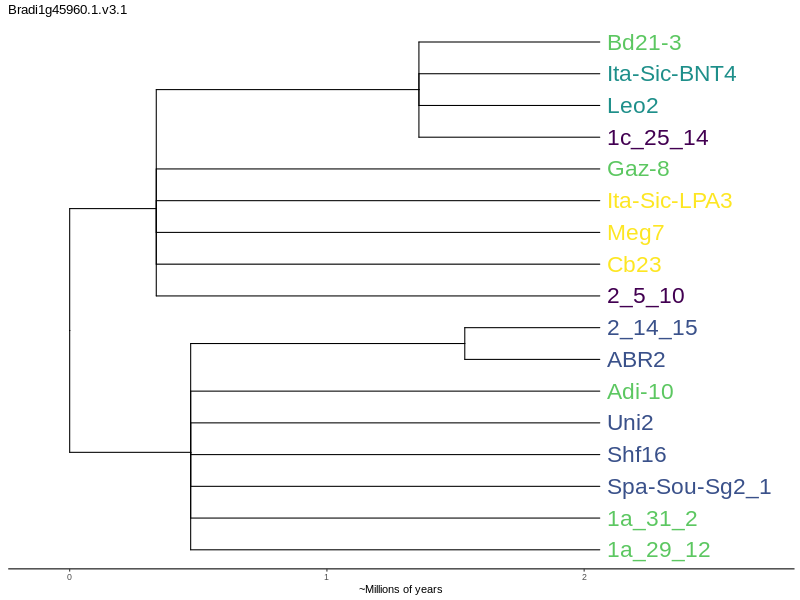 Bradi1g45960.1.v3.1
Bd21-3
Ita-Sic-BNT4
Leo2
1c_25_14
Gaz-8
Ita-Sic-LPA3
Meg7
Cb23
2_5_10
2_14_15
ABR2
Adi-10
Uni2
Shf16
Spa-Sou-Sg2_1
1a_31_2
1a_29_12
0 1 2
~Millions of years